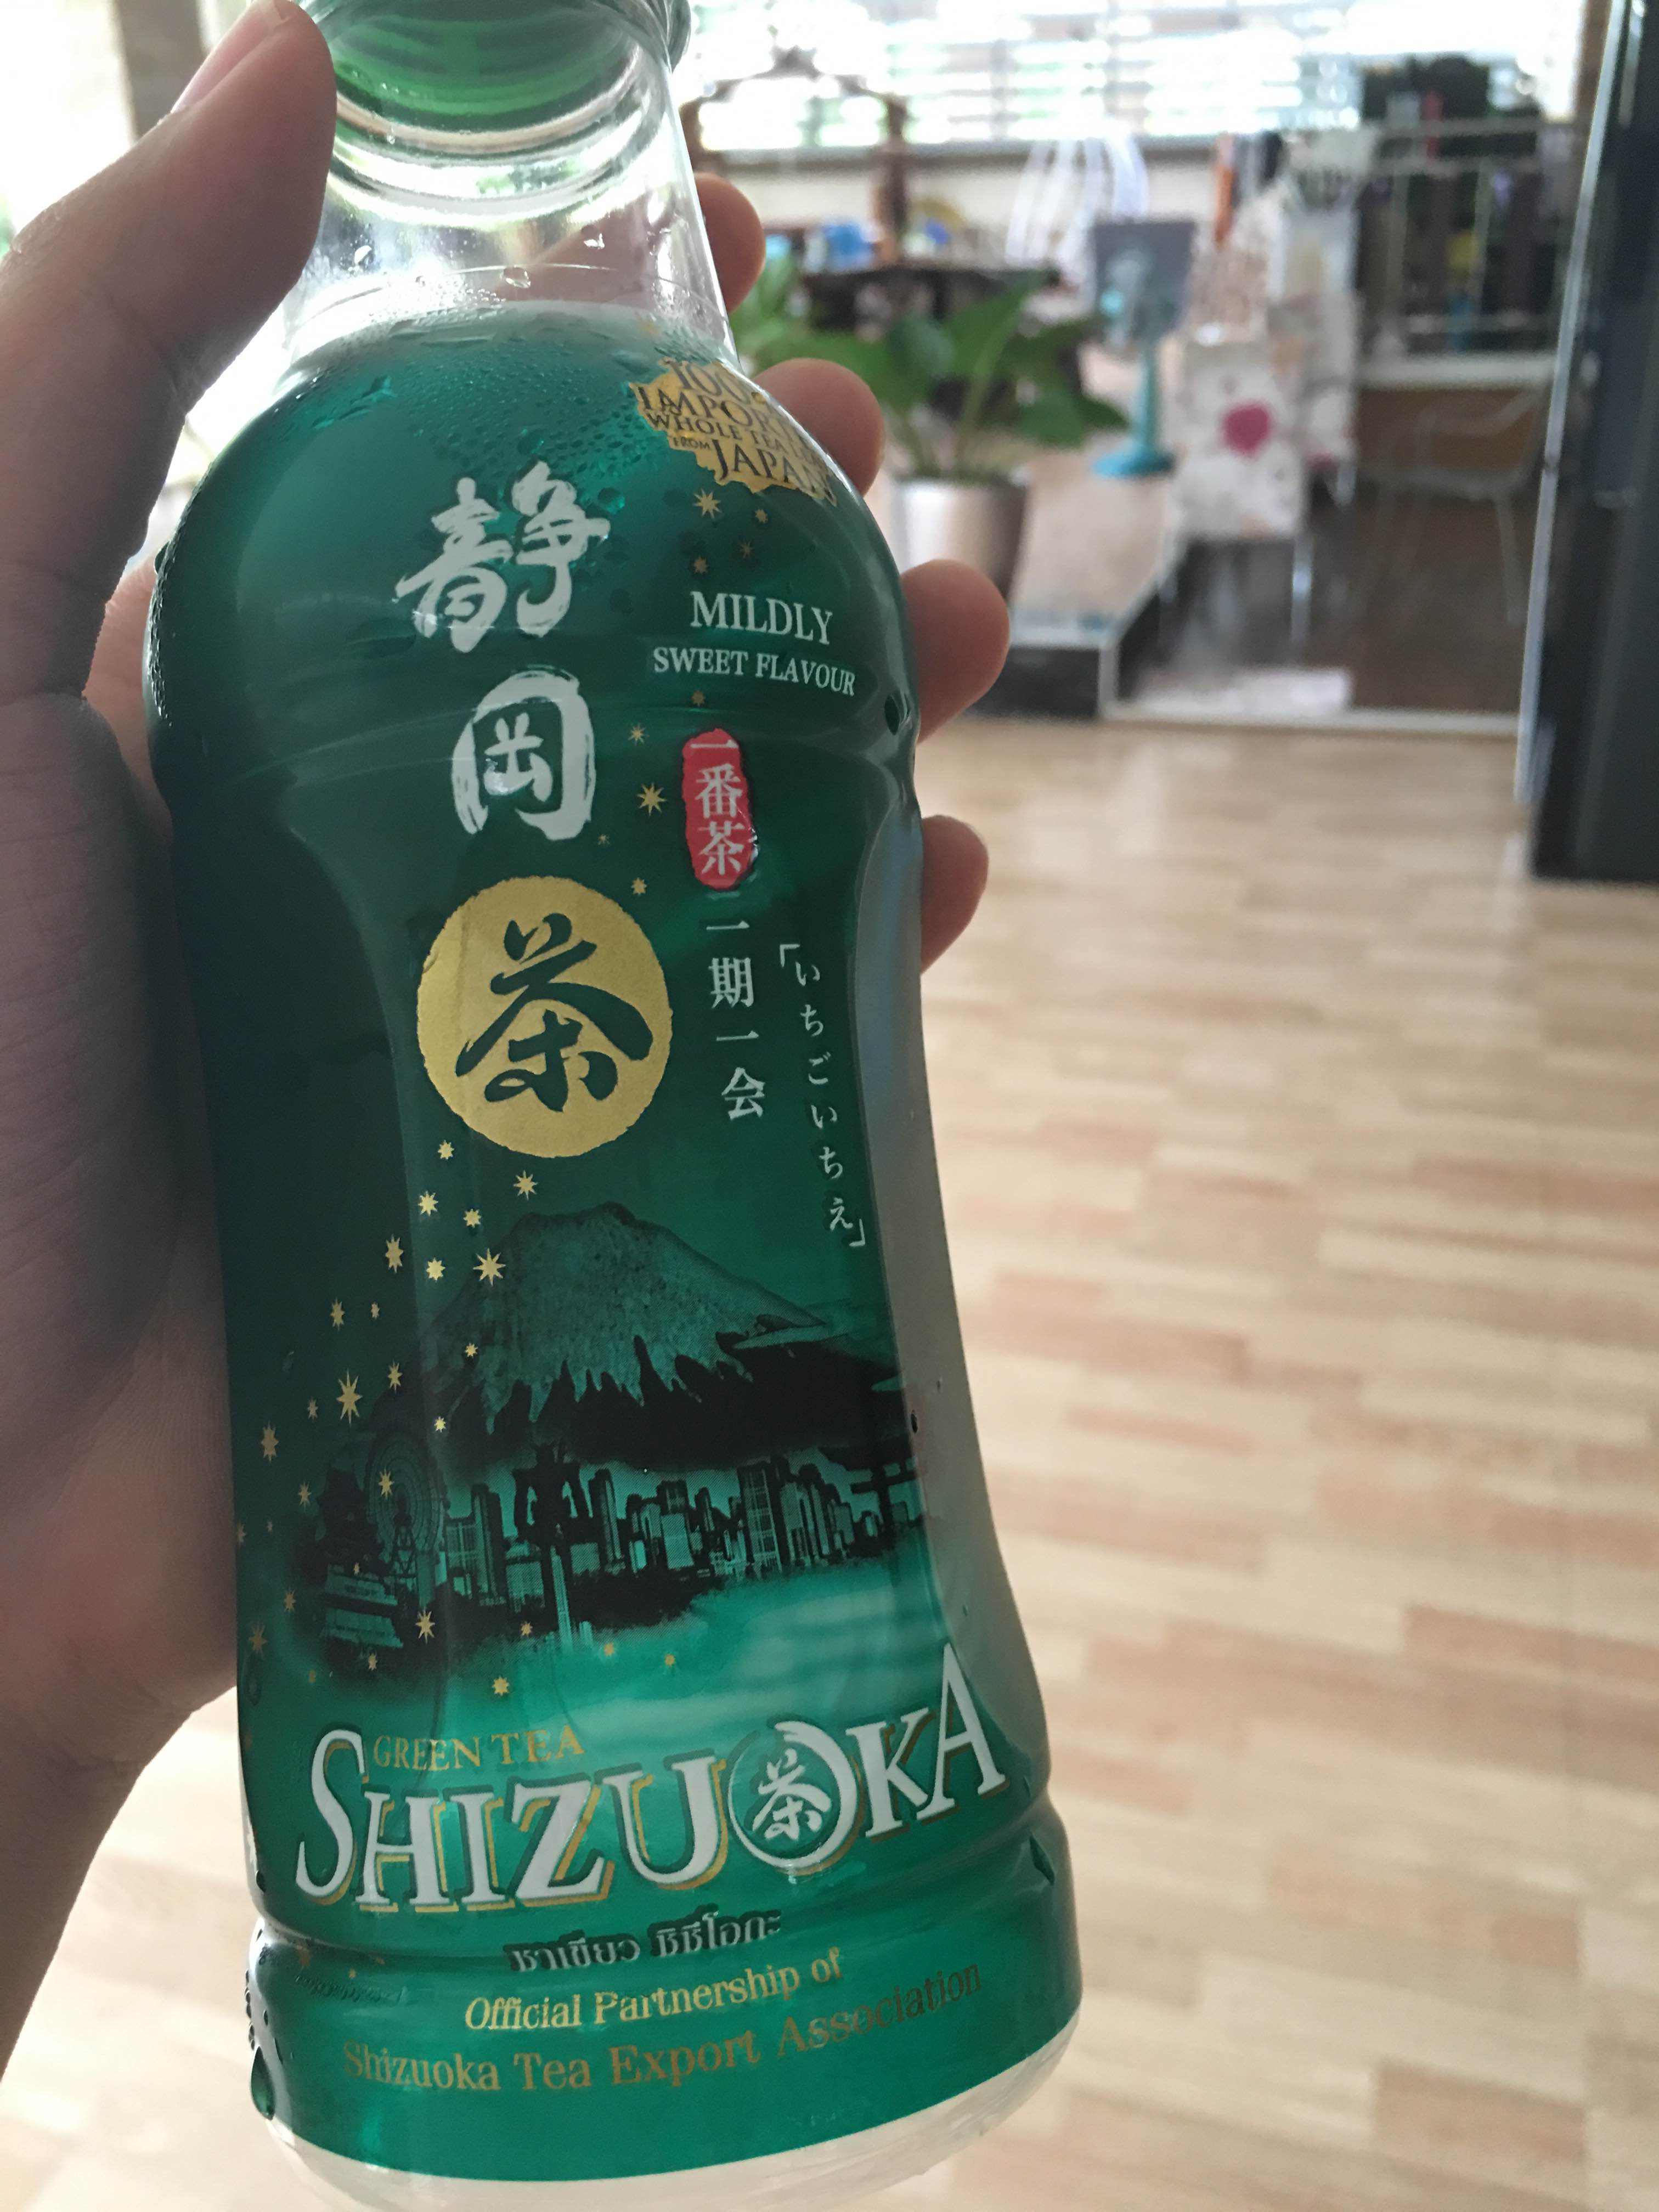 100%
IMPORTED
WHOLE TEA
FROM
JAPAN
静岡
茶
MILDLY
SWEET FLAVOUR
一番茶
一期一会
「いちごいちえ」
GREEN TEA
SHIZUOKA
茶
ชาเขียว ชิซึโอกะ
Official Partnership of
Shizuoka Tea Export Association